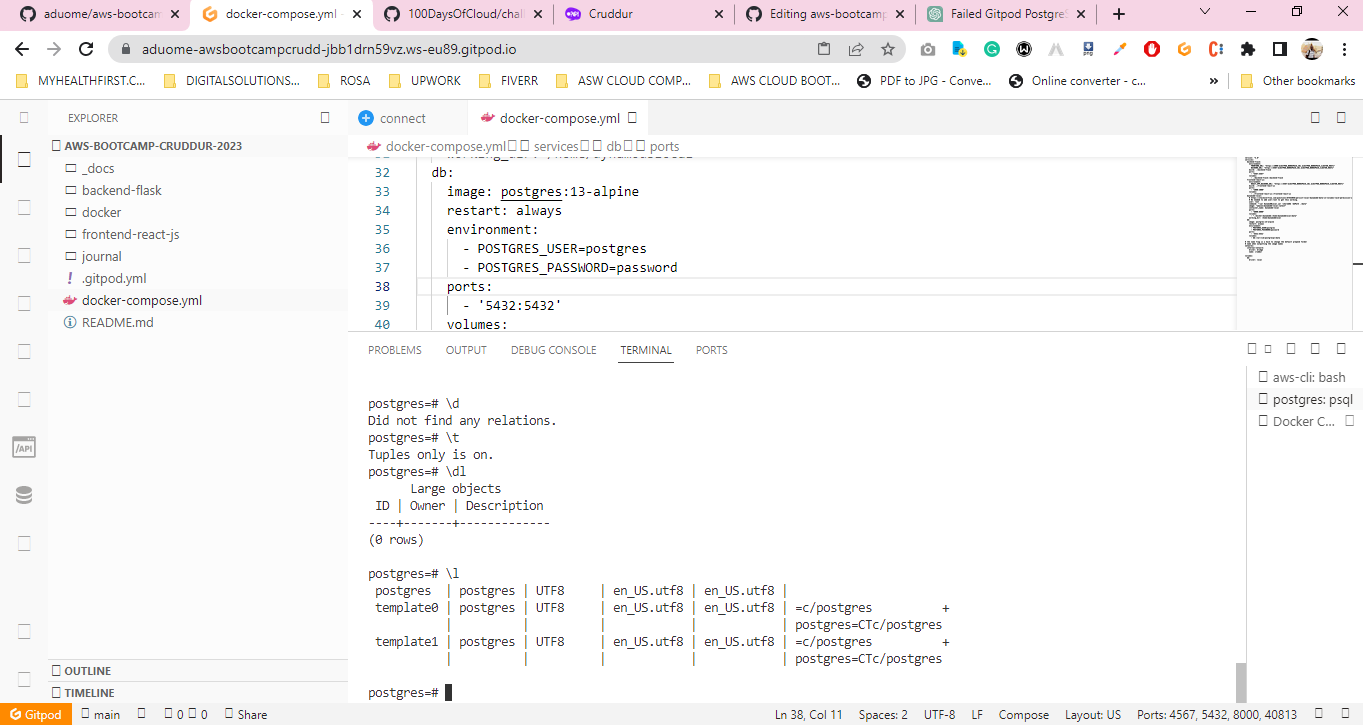 aduome/aws-bootcam
docker-compose.yml -
100DaysOfCloud/chal
Cruddur
Editing aws-bootcamp
Failed Gitpod Postgre
aduome-awsbootcampcrudd-jbb1drn59vz.ws-eu89.gitpod.io
MYHEALTHFIRST.C...
DIGITALSOLUTIONS...
ROSA
UPWORK
FIVERR
ASW CLOUD COMP...
AWS CLOUD BOOT...
PDF to JPG - Conve...
Online converter - c...
»
Other bookmarks
EXPLORER
connect
docker-compose.yml
AWS-BOOTCAMP-CRUDDUR-2023
docker-compose.yml
services
db
ports
_docs
backend-flask
docker
frontend-react-js
journal
! .gitpod.yml
docker-compose.yml
README.md
32 db:
33 image: postgres:13-alpine
34 restart: always
35 environment:
36 - POSTGRES_USER=postgres
37 - POSTGRES_PASSWORD=password
38 ports:
39 - '5432:5432'
40 volumes:
PROBLEMS
OUTPUT
DEBUG CONSOLE
TERMINAL
PORTS
aws-cli: bash
postgres: psql
Docker C...
/API
postgres=# \d
Did not find any relations.
postgres=# \t
Tuples only is on.
postgres=# \dl
Large objects
ID | Owner | Description
----+-------+-------------
(0 rows)
postgres=# \l
postgres | postgres | UTF8 | en_US.utf8 | en_US.utf8 |
template0 | postgres | UTF8 | en_US.utf8 | en_US.utf8 | =c/postgres +
| | | | | postgres=CTc/postgres
template1 | postgres | UTF8 | en_US.utf8 | en_US.utf8 | =c/postgres +
| | | | | postgres=CTc/postgres
postgres=#
OUTLINE
TIMELINE
Gitpod
main
0
0
Share
Ln 38, Col 11
Spaces: 2
UTF-8
LF
Compose
Layout: US
Ports: 4567, 5432, 8000, 40813